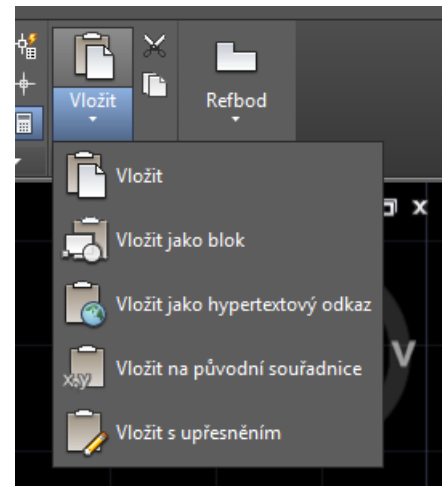 Vložit
Refbod
Vložit
Vložit jako blok
Vložit jako hypertextový odkaz
Vložit na původní souřadnice
x,y
Vložit s upřesněním
V